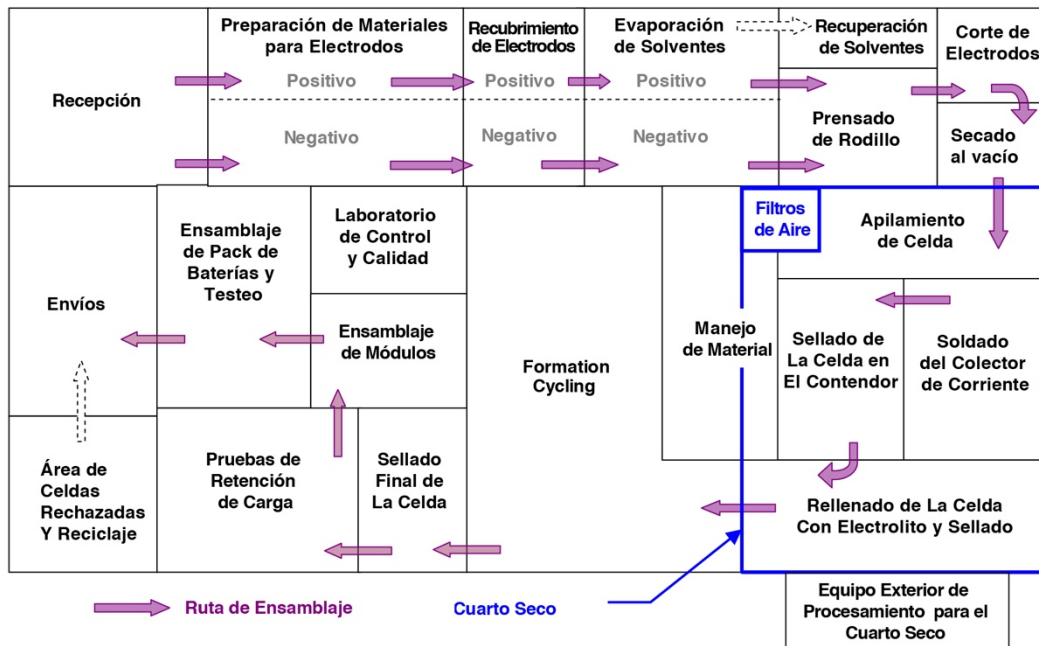 Recepción
Preparación de Materiales
para Electrodos
Positivo
Negativo
Recubrimiento
de Electrodos
Positivo
Negativo
Evaporación
de Solventes
Positivo
Negativo
Recuperación
de Solventes
Prensado
de Rodillo
Corte de
Electrodos
Secado
al vacío
Envíos
Ensamblaje
de Pack de
Baterías y
Testeo
Laboratorio
de Control
y Calidad
Ensamblaje
de Módulos
Formation
Cycling
Manejo
de Material
Filtros
de Aire
Apilamiento
de Celda
Sellado de
La Celda en
El Contendor
Soldado
del Colector
de Corriente
Área de
Celdas
Rechazadas
Y Reciclaje
Pruebas de
Retención
de Carga
Sellado
Final de
La Celda
Rellenado de La Celda
Con Electrolito y Sellado
Ruta de Ensamblaje
Cuarto Seco
Equipo Exterior de
Procesamiento para el
Cuarto Seco